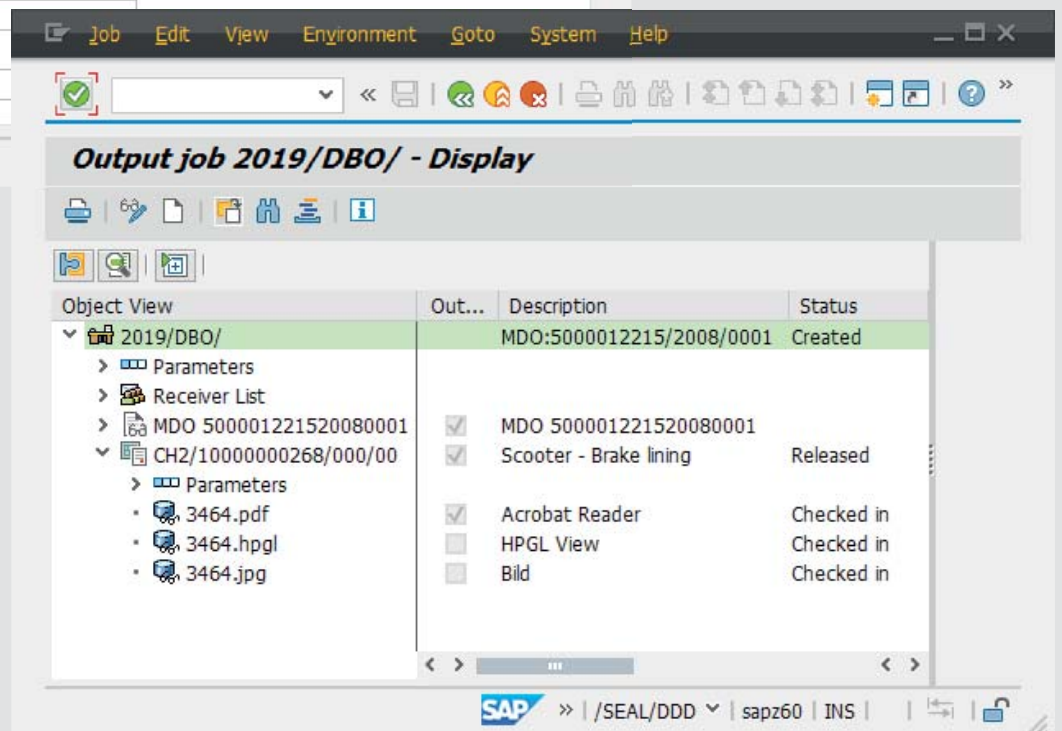 Job Edit View Environment Goto System Help
Output job 2019/DBO/ - Display
Object View Out... Description Status
2019/DBO/ MDO:5000012215/2008/0001 Created
Parameters
Receiver List
MDO 500001221520080001 MDO 500001221520080001
CH2/10000000268/000/00 Scooter - Brake lining Released
Parameters
3464.pdf Acrobat Reader Checked in
3464.hpgl HPGL View Checked in
3464.jpg Bild Checked in
SAP » | /SEAL/DDD | sapz60 | INS |